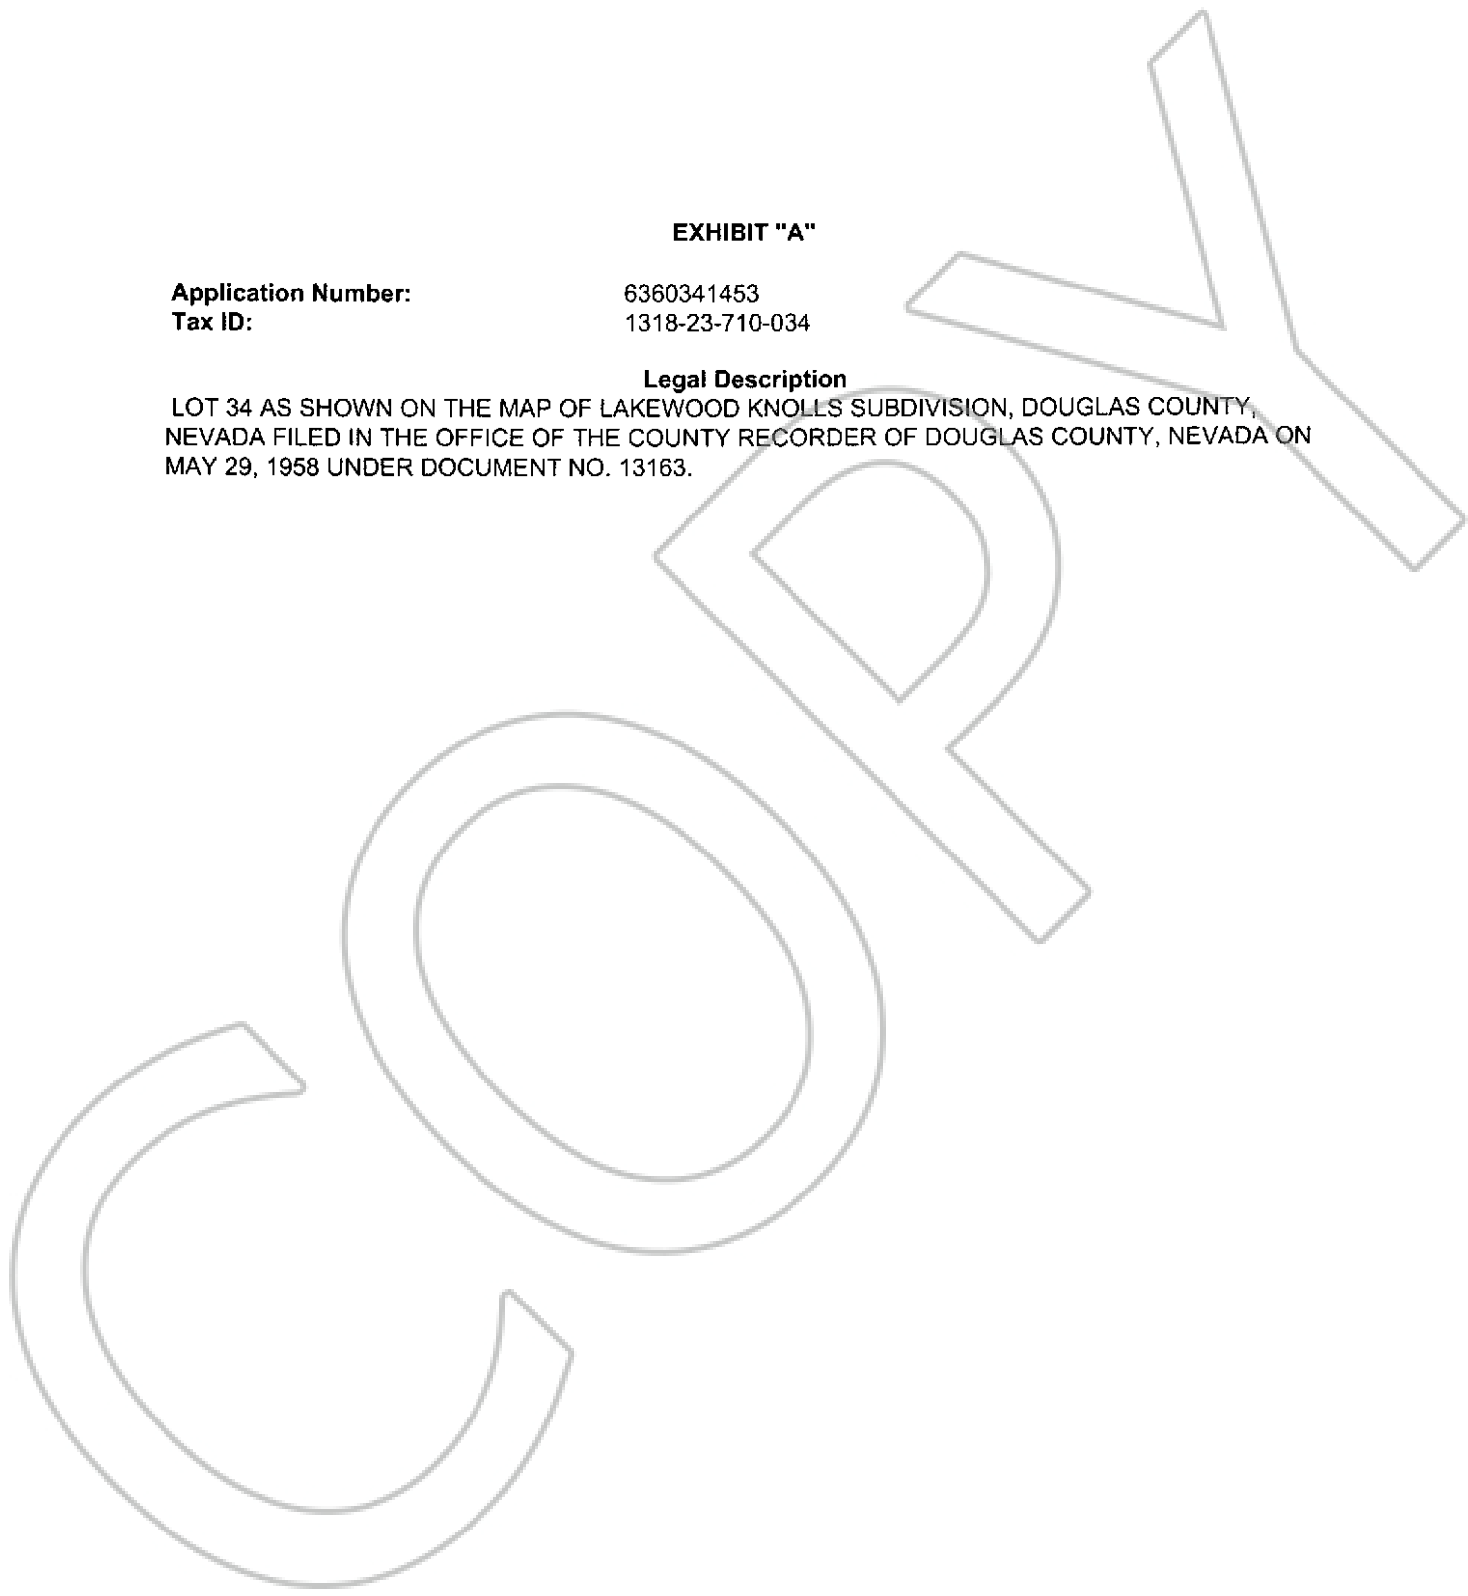 EXHIBIT "A"
Application Number: 6360341453
Tax ID: 1318-23-710-034
Legal Description
LOT 34 AS SHOWN ON THE MAP OF LAKEWOOD KNOLLS SUBDIVISION, DOUGLAS COUNTY,
NEVADA FILED IN THE OFFICE OF THE COUNTY RECORDER OF DOUGLAS COUNTY, NEVADA ON
MAY 29, 1958 UNDER DOCUMENT NO. 13163.
COPY